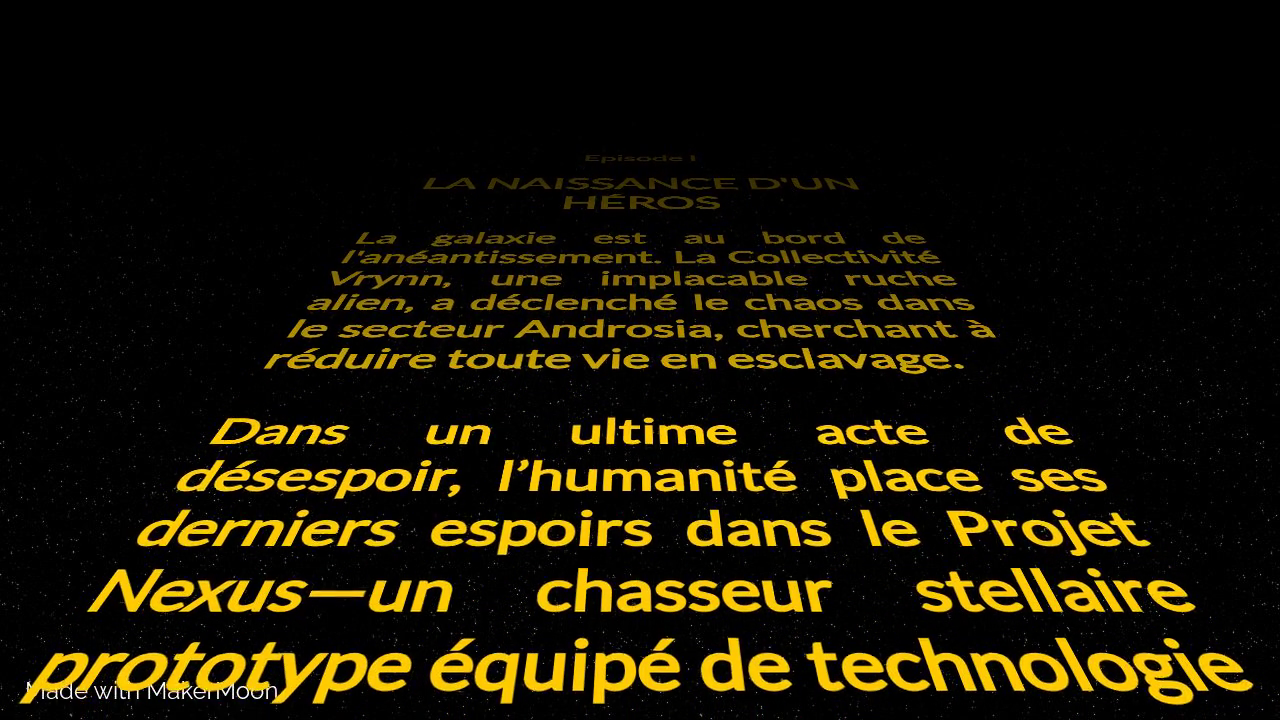 Episode I
LA NAISSANCE D'UN
HÉROS
La galaxie est au bord de
l'anéantissement. La Collectivité
Vrynn, une implacable ruche
alien, a déclenché le chaos dans
le secteur Androsia, cherchant à
réduire toute vie en esclavage.
Dans un ultime acte de
désespoir, l’humanité place ses
derniers espoirs dans le Projet
Nexus—un chasseur stellaire
prototype équipé de technologie
Made with MakerMoon